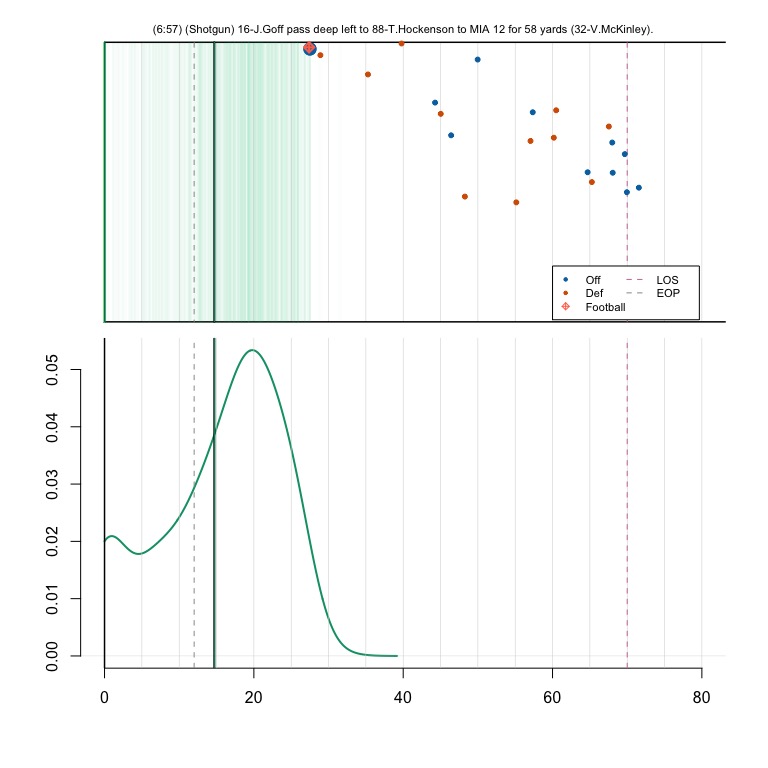 (6:57) (Shotgun) 16-J.Goff pass deep left to 88-T.Hockenson to MIA 12 for 58 yards (32-V.McKinley).
Off LOS
Def EOP
Football
0.05
0.04
0.03
0.02
0.01
0.00
0 20 40 60 80